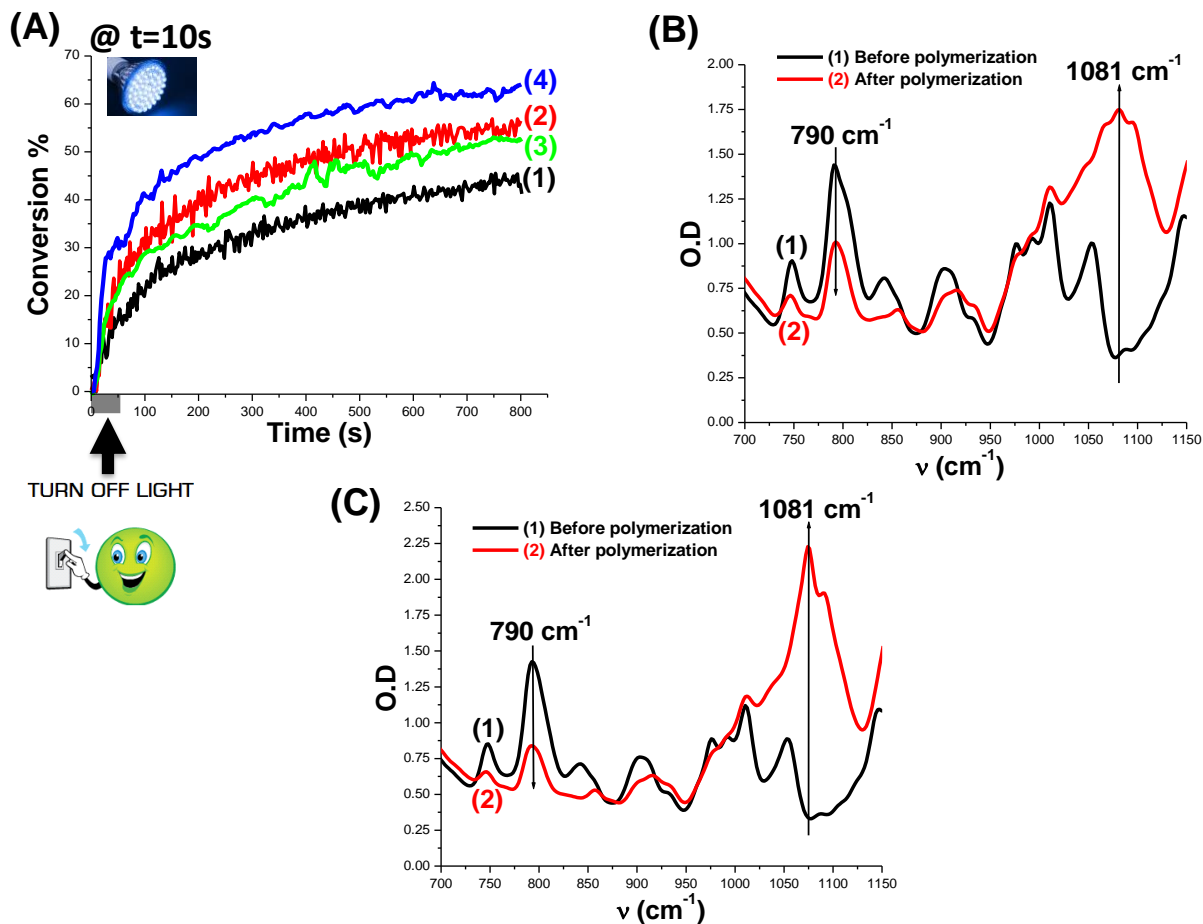 (A)
@ t=10s
70
60
50
40
30
20
10
0
Conversion %
(4)
(2)
(3)
(1)
0 100 200 300 400 500 600 700 800
Time (s)
TURN OFF LIGHT
(B)
(1) Before polymerization
(2) After polymerization
1081 cm⁻¹
790 cm⁻¹
2.00
1.75
1.50
1.25
1.00
0.75
0.50
0.25
0.00
O.D
(1)
(2)
700 750 800 850 900 950 1000 1050 1100 1150
ν (cm⁻¹)
(C)
(1) Before polymerization
(2) After polymerization
1081 cm⁻¹
790 cm⁻¹
2.50
2.25
2.00
1.75
1.50
1.25
1.00
0.75
0.50
0.25
0.00
O.D
(1)
(2)
700 750 800 850 900 950 1000 1050 1100 1150
ν (cm⁻¹)